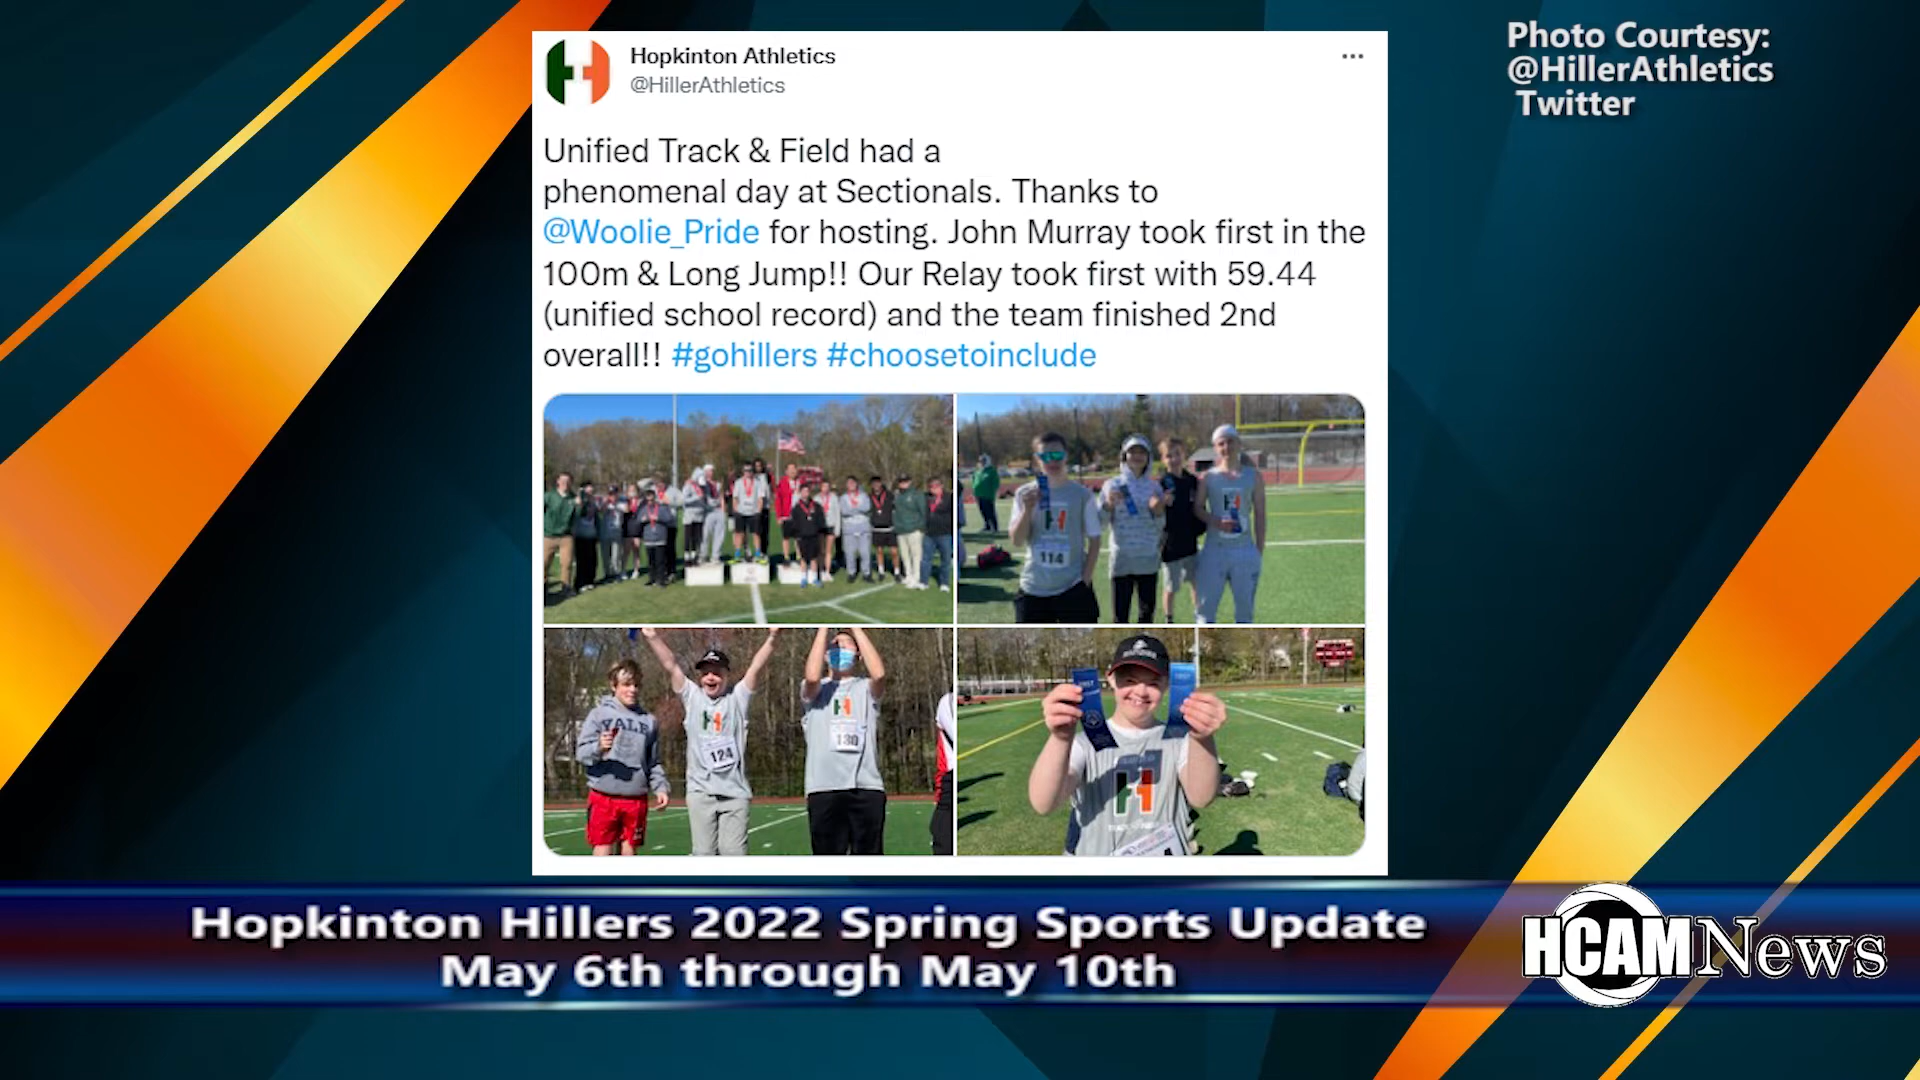 Hopkinton Athletics
@HillerAthletics
Unified Track & Field had a
phenomenal day at Sectionals. Thanks to
@Woolie_Pride for hosting. John Murray took first in the
100m & Long Jump!! Our Relay took first with 59.44
(unified school record) and the team finished 2nd
overall!! #gohillers #choosetoinclude
Photo Courtesy:
@HillerAthletics
Twitter
H
114
H
YALE
H
124
H
130
H
Hopkinton Hillers 2022 Spring Sports Update
May 6th through May 10th
HCAM News